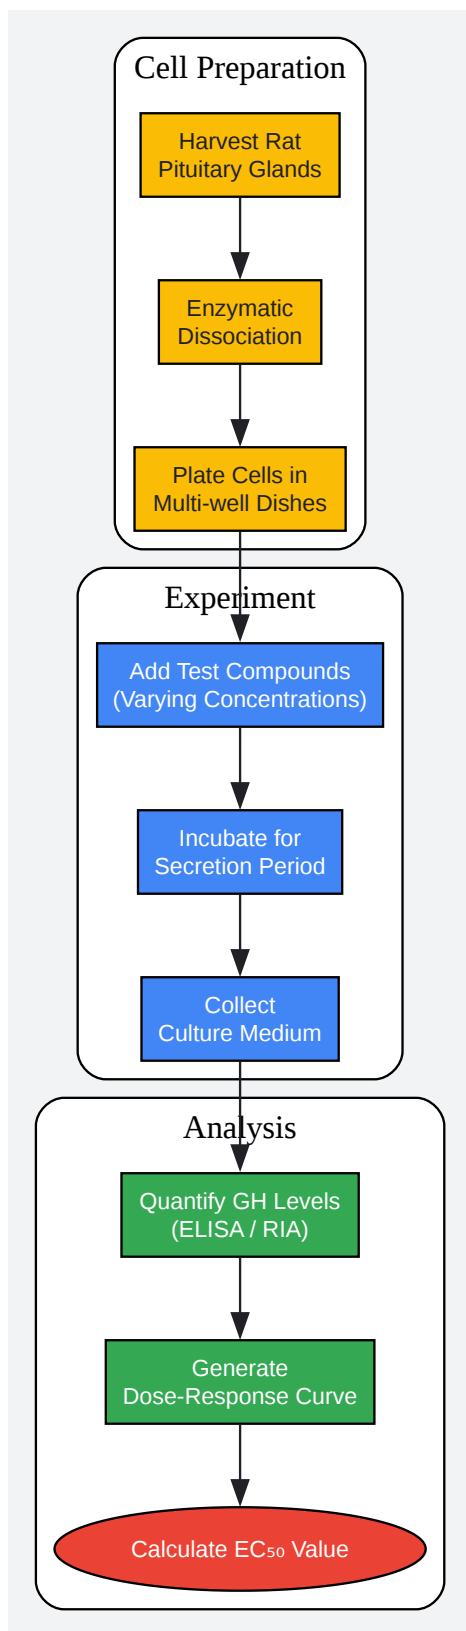 Cell Preparation
Harvest Rat
Pituitary Glands
Enzymatic
Dissociation
Plate Cells in
Multi-well Dishes
Experiment
Add Test Compounds
(Varying Concentrations)
Incubate for
Secretion Period
Collect
Culture Medium
Analysis
Quantify GH Levels
(ELISA / RIA)
Generate
Dose-Response Curve
Calculate EC₅₀ Value